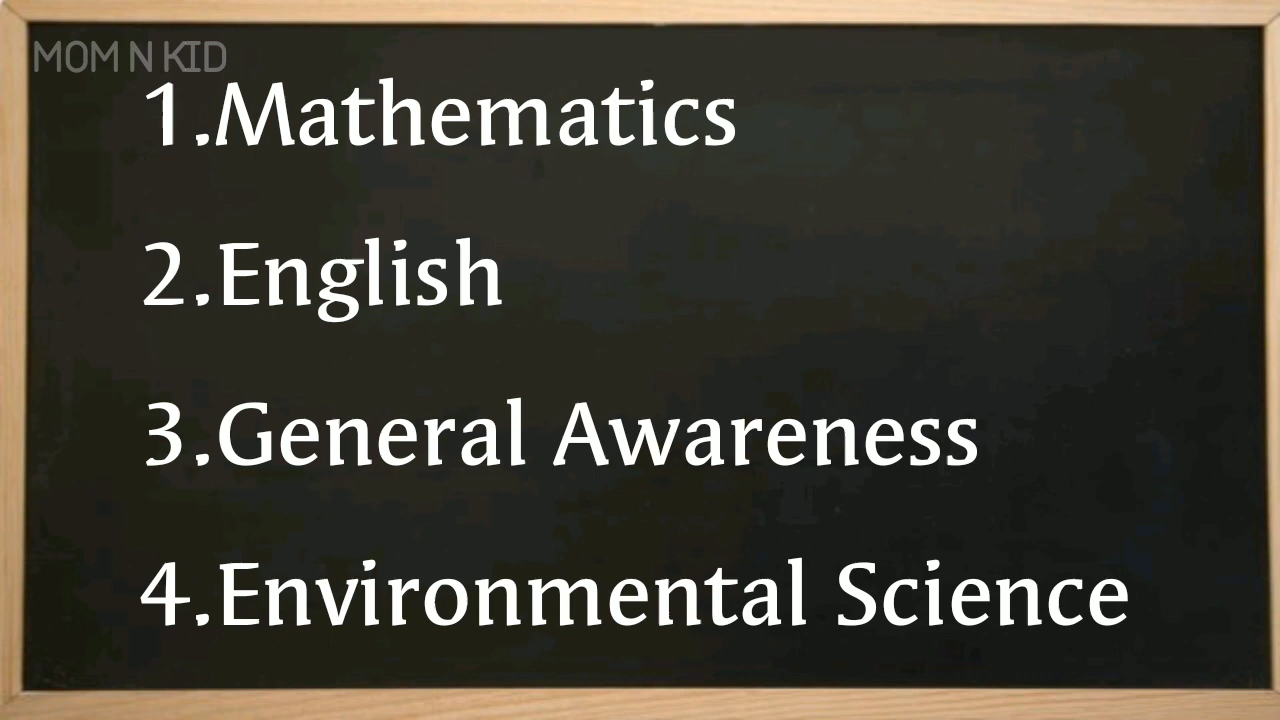 MOM N KID
1.Mathematics
2.English
3.General Awareness
4.Environmental Science